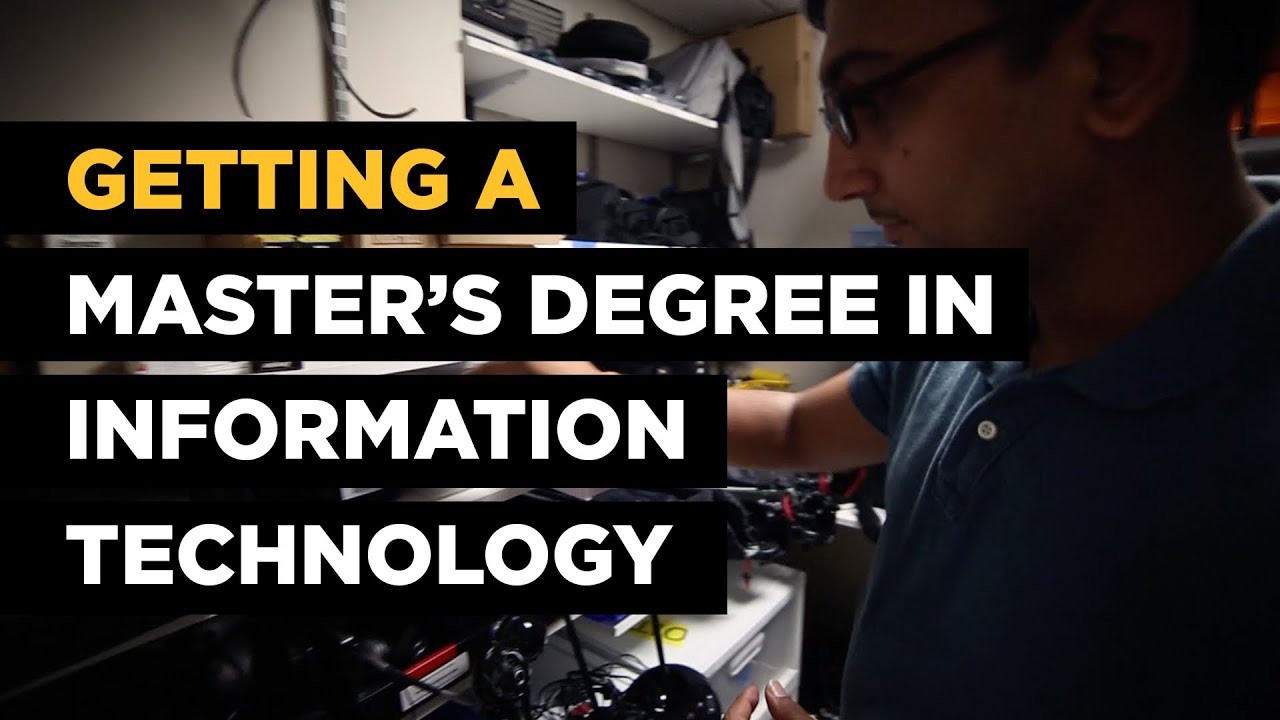 GETTING A
MASTER’S DEGREE IN
INFORMATION
TECHNOLOGY